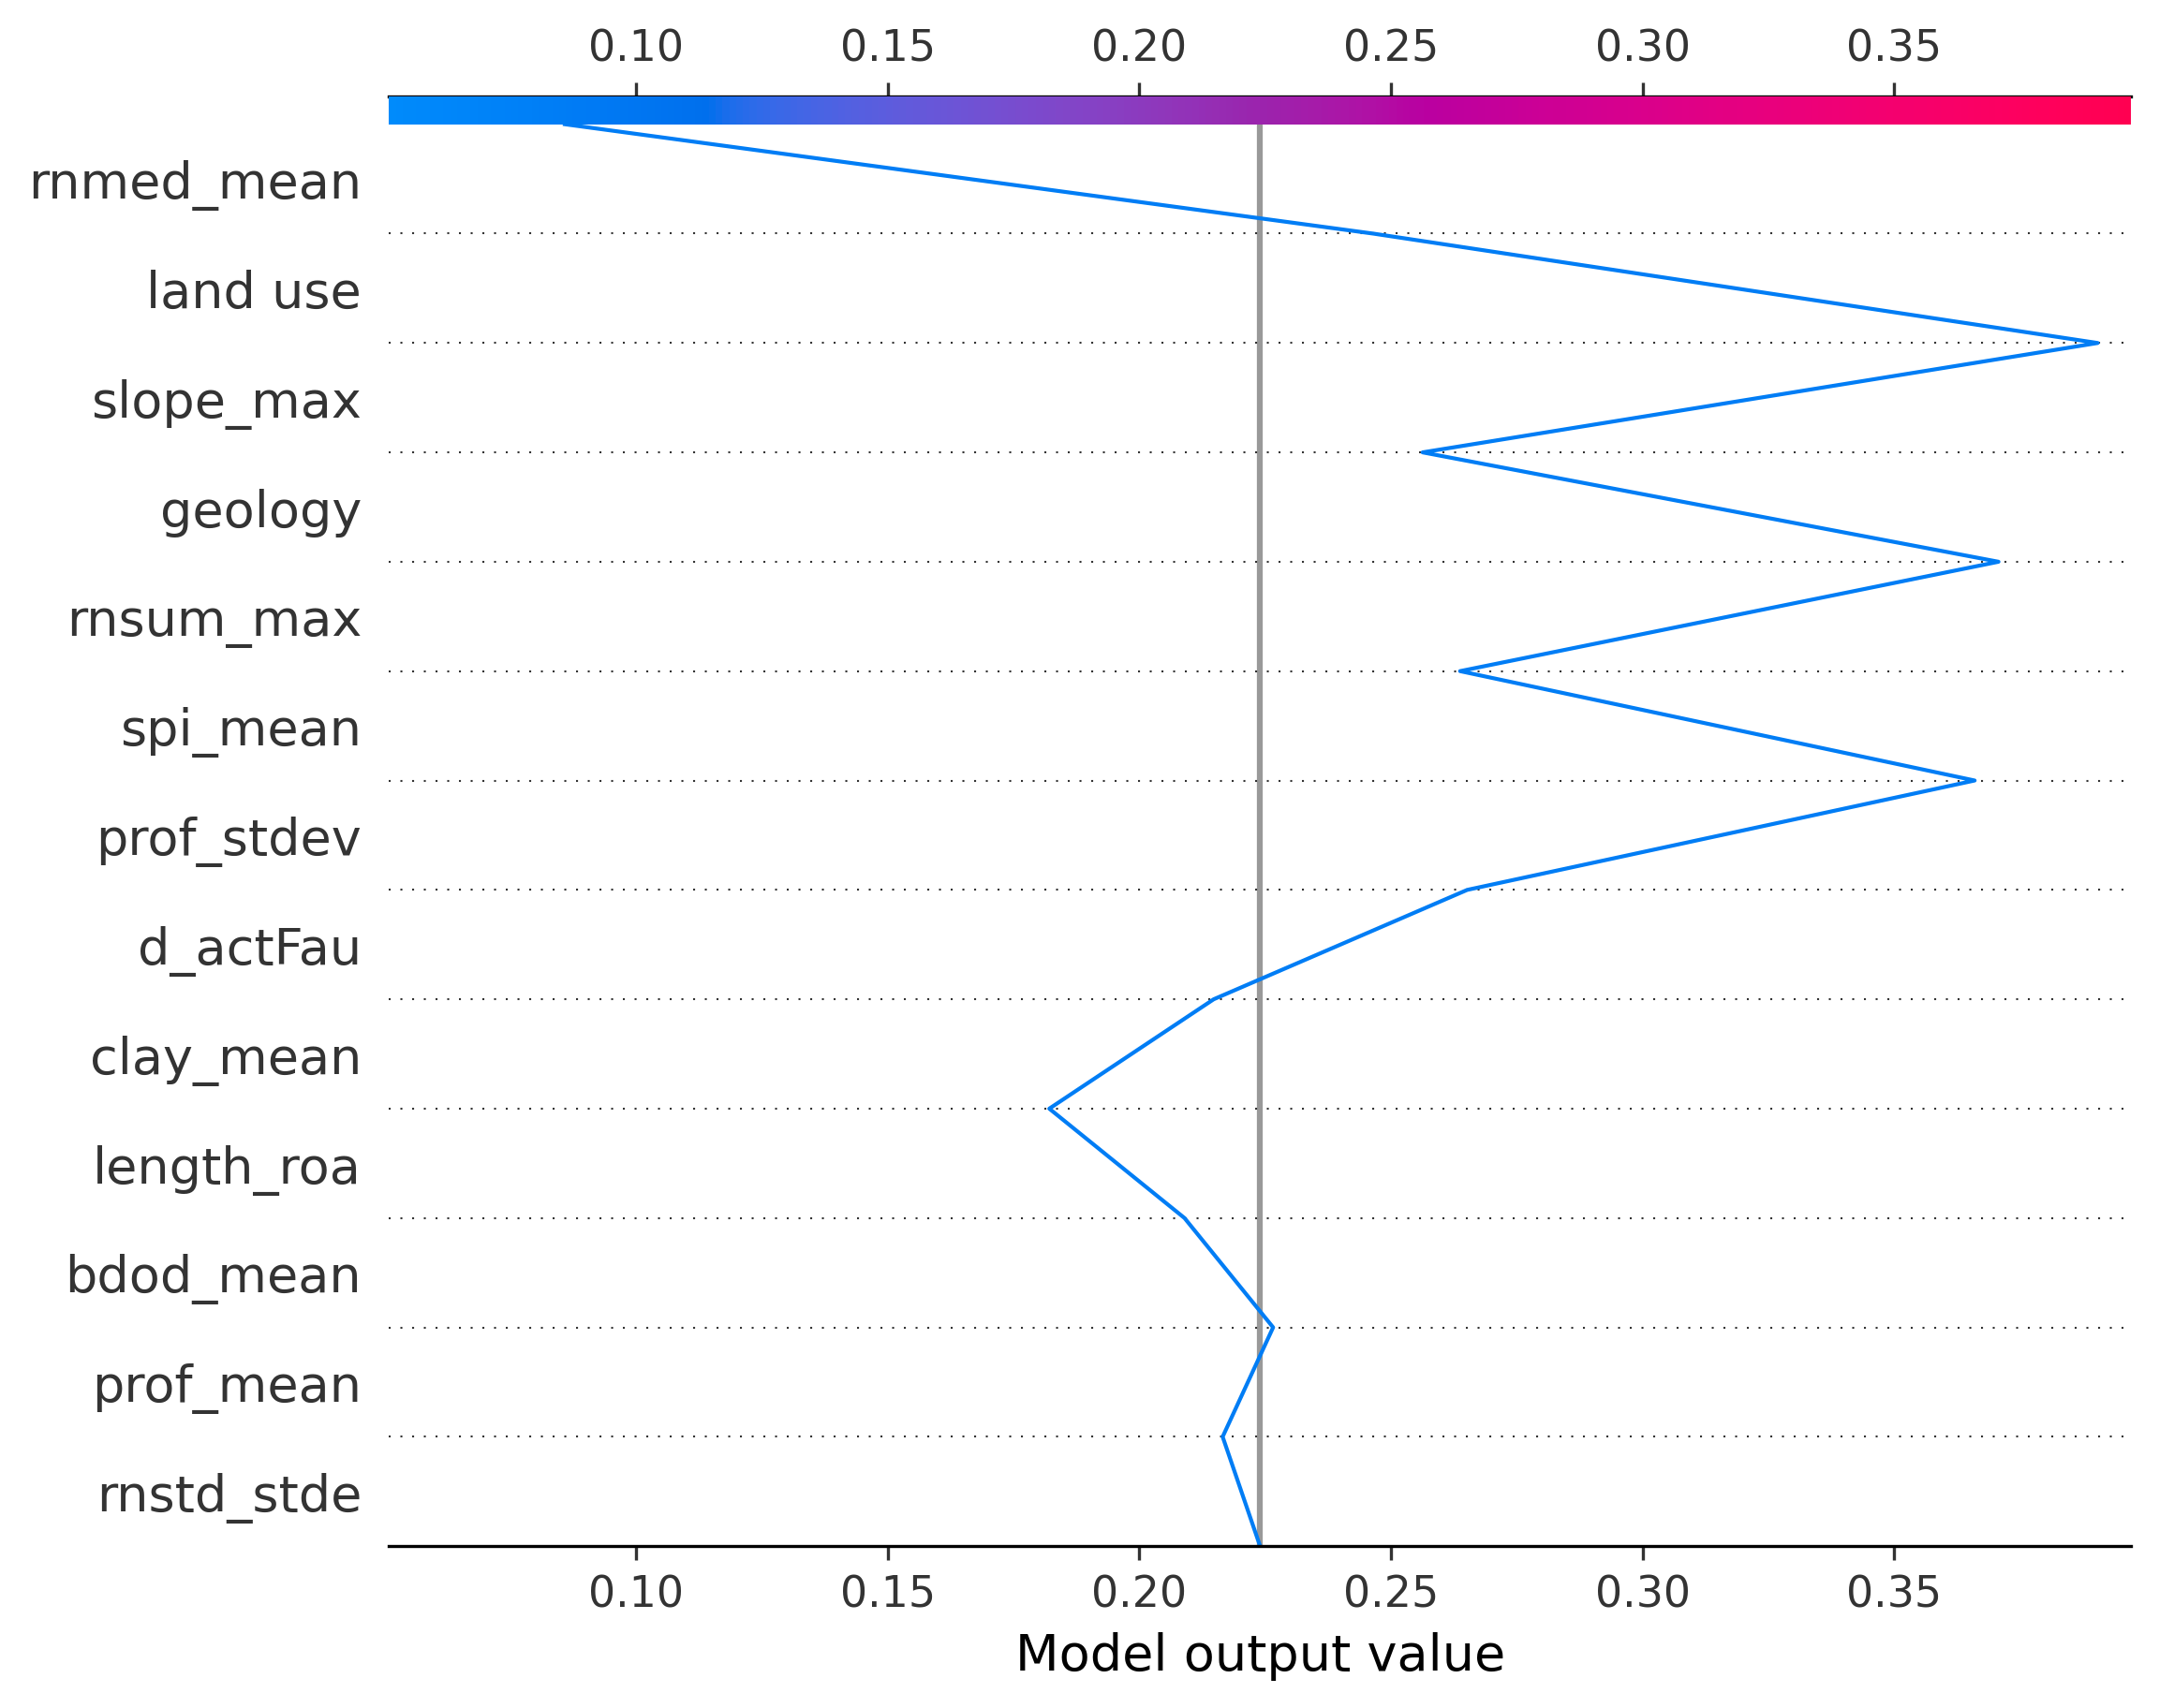 0.10 0.15 0.20 0.25 0.30 0.35
rnmed_mean
land use
slope_max
geology
rnsum_max
spi_mean
prof_stdev
d_actFau
clay_mean
length_roa
bdod_mean
prof_mean
rnstd_stde
0.10 0.15 0.20 0.25 0.30 0.35
Model output value